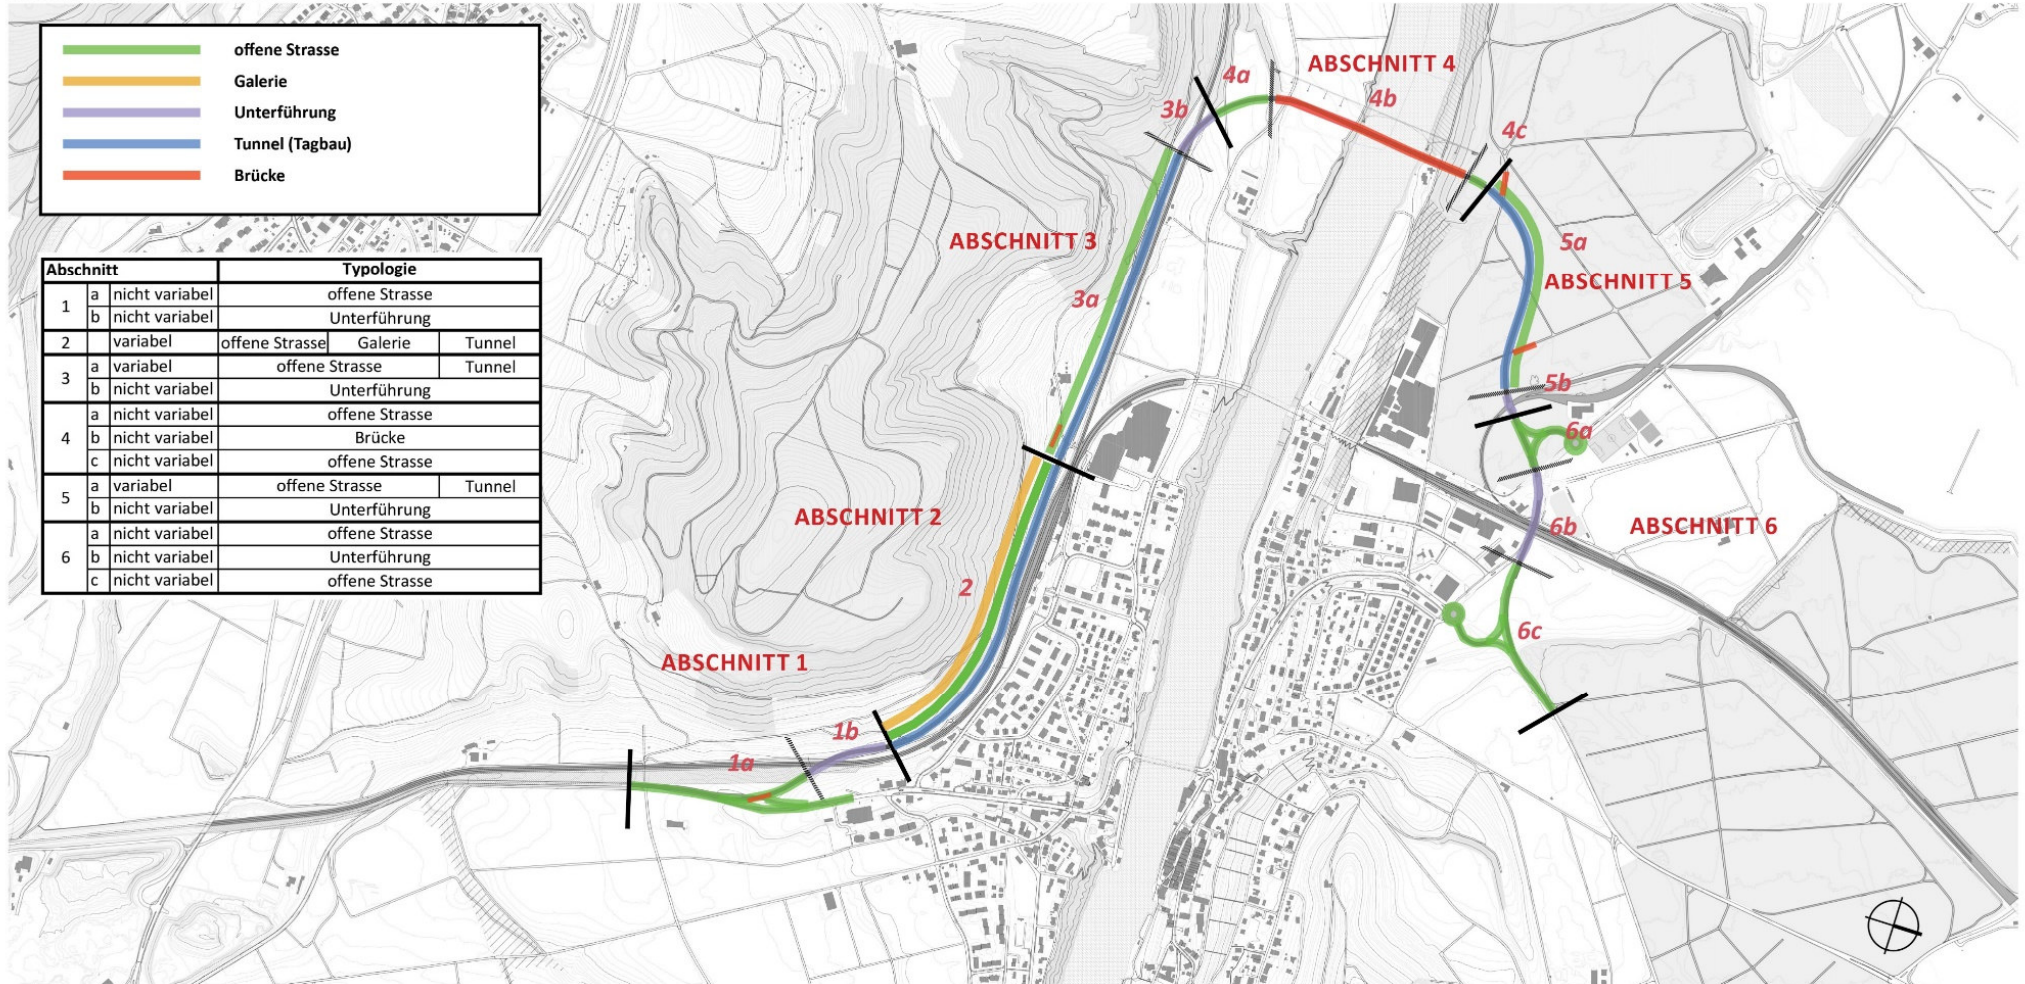 offene Strasse
Galerie
Unterführung
Tunnel (Tagbau)
Brücke
Abschnitt Typologie
1 a nicht variabel offene Strasse
b nicht variabel Unterführung
2 variabel offene Strasse Galerie Tunnel
3 a variabel offene Strasse Tunnel
b nicht variabel Unterführung
4 a nicht variabel offene Strasse
b nicht variabel Brücke
c nicht variabel offene Strasse
5 a variabel offene Strasse Tunnel
b nicht variabel Unterführung
6 a nicht variabel offene Strasse
b nicht variabel Unterführung
c nicht variabel offene Strasse
ABSCHNITT 4
4a
4b
3b
4c
ABSCHNITT 3
5a
ABSCHNITT 5
3a
5b
6a
ABSCHNITT 2
6b
ABSCHNITT 6
2
6c
ABSCHNITT 1
1b
1a